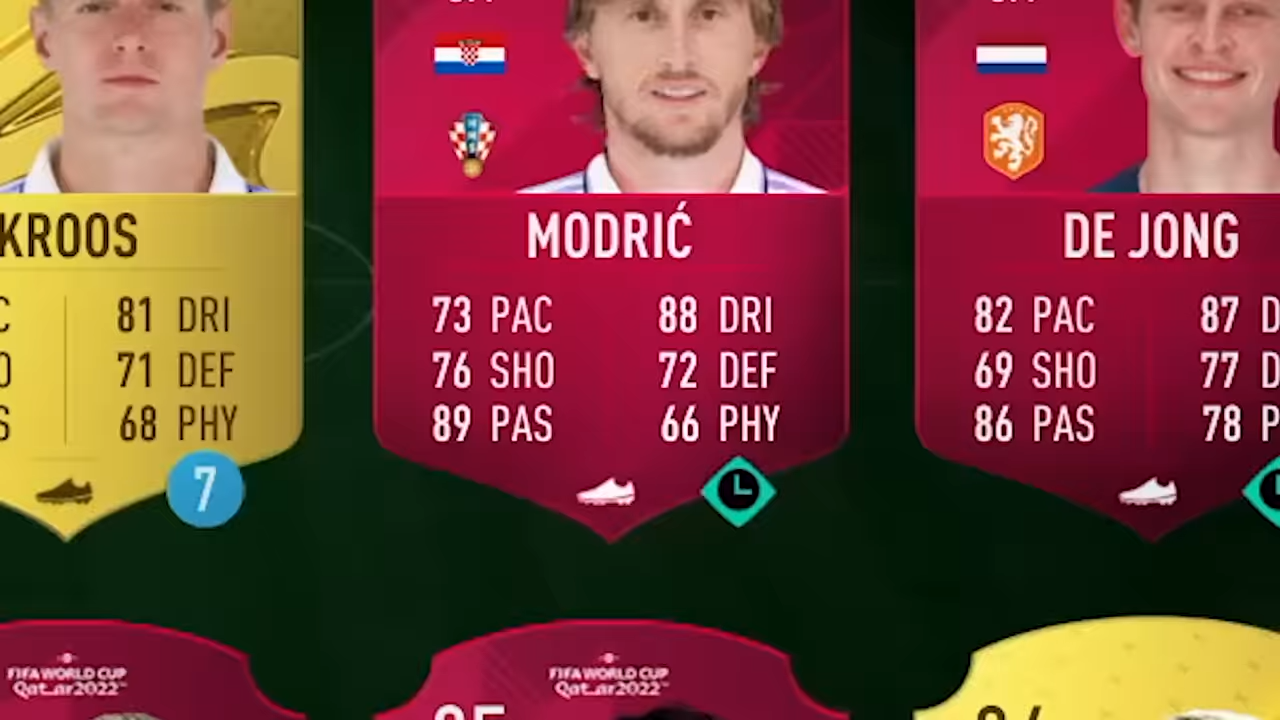 KROOS
81 DRI
71 DEF
68 PHY
7
MODRIĆ
73 PAC 88 DRI
76 SHO 72 DEF
89 PAS 66 PHY
DE JONG
82 PAC 87 D
69 SHO 77 D
86 PAS 78 P
FIFA WORLD CUP
Qatar2022
FIFA WORLD CUP
Qatar2022